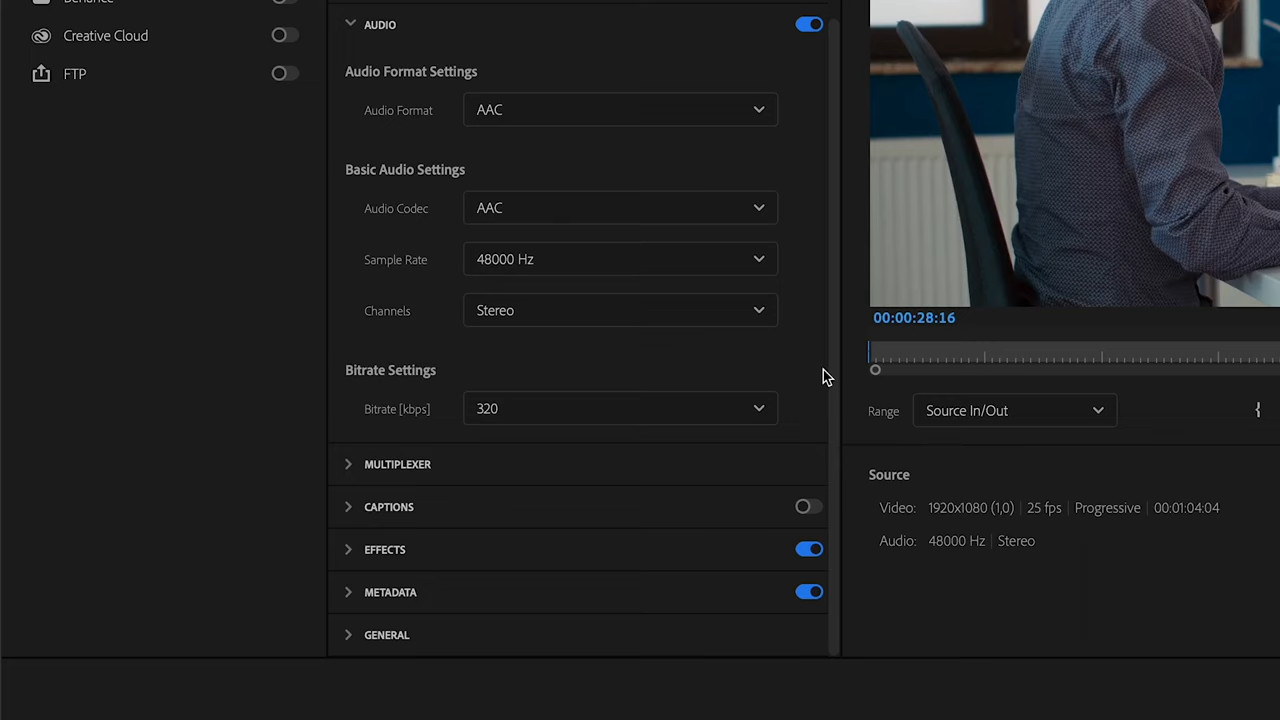 Behance
Creative Cloud
FTP
AUDIO
Audio Format Settings
Audio Format AAC
Basic Audio Settings
Audio Codec AAC
Sample Rate 48000 Hz
Channels Stereo
Bitrate Settings
Bitrate [kbps] 320
MULTIPLEXER
CAPTIONS
EFFECTS
METADATA
GENERAL
00:00:28:16
Range Source In/Out
Source
Video: 1920x1080 (1,0) | 25 fps | Progressive | 00:01:04:04
Audio: 48000 Hz | Stereo